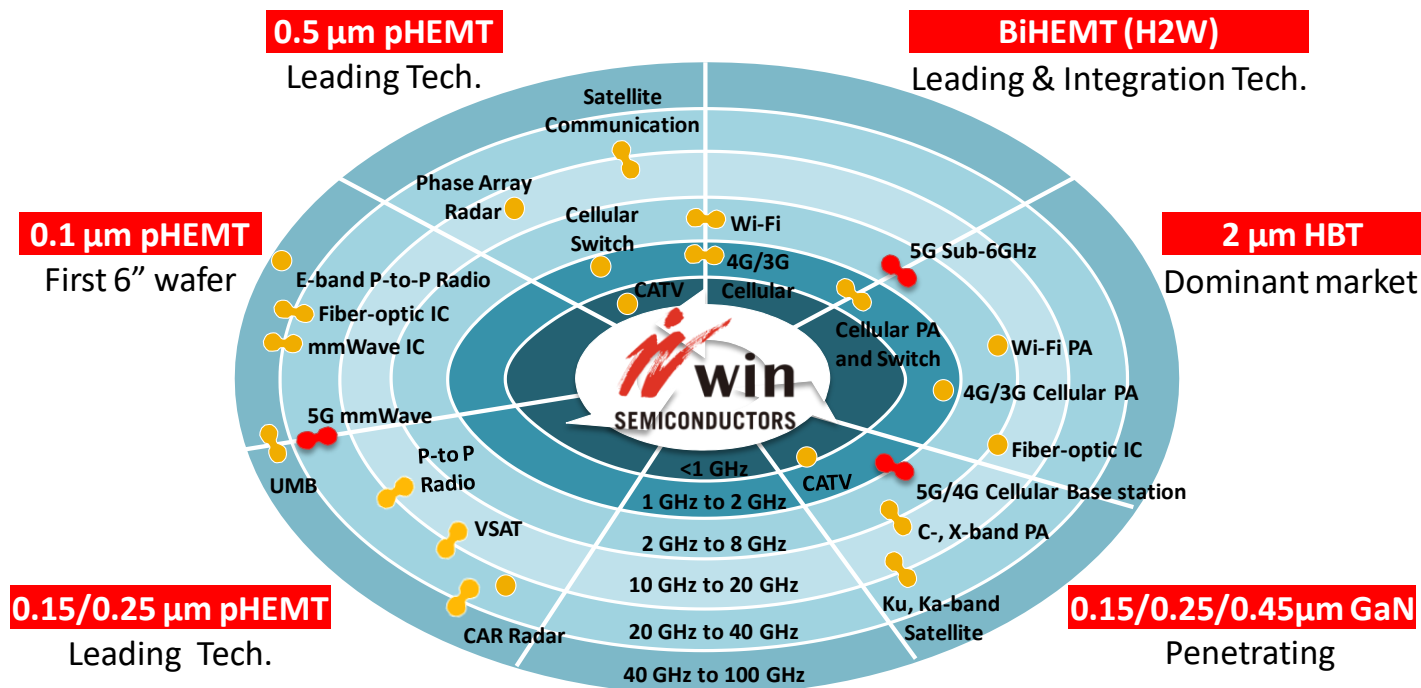 0.5 µm pHEMT
Leading Tech.
BiHEMT (H2W)
Leading & Integration Tech.
Satellite
Communication
Phase Array
Radar
Cellular
Switch
Wi-Fi
4G/3G
Cellular
CATV
5G Sub-6GHz
0.1 µm pHEMT
First 6” wafer
2 µm HBT
Dominant market
E-band P-to-P Radio
Fiber-optic IC
mmWave IC
Cellular PA
and Switch
Wi-Fi PA
4G/3G Cellular PA
Fiber-optic IC
win
SEMICONDUCTORS
5G mmWave
UMB
P-to P
Radio
VSAT
CAR Radar
CATV
5G/4G Cellular Base station
C-, X-band PA
Ku, Ka-band
Satellite
<1 GHz
1 GHz to 2 GHz
2 GHz to 8 GHz
10 GHz to 20 GHz
20 GHz to 40 GHz
40 GHz to 100 GHz
0.15/0.25 µm pHEMT
Leading Tech.
0.15/0.25/0.45µm GaN
Penetrating